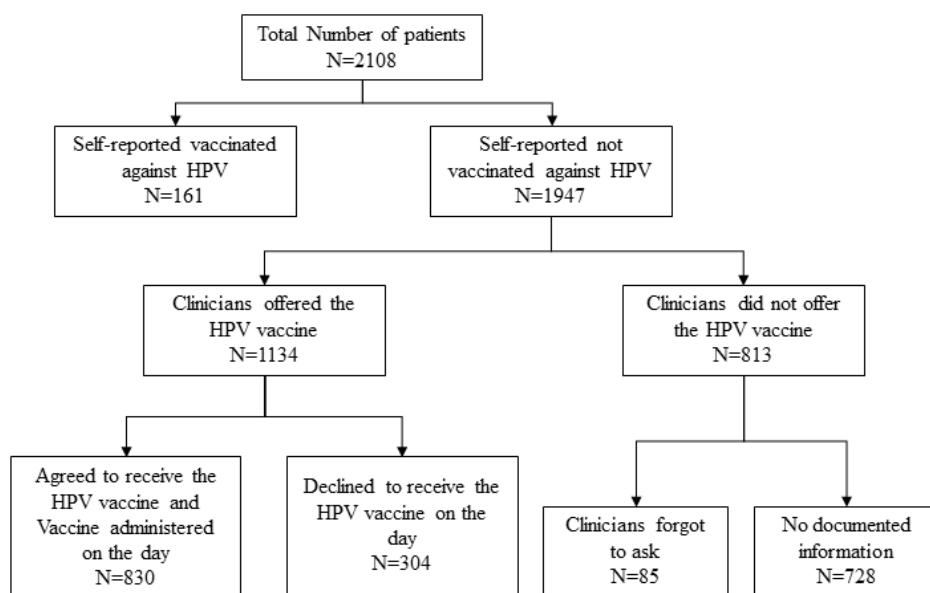 Total Number of patients
N=2108
Self-reported vaccinated
against HPV
N=161
Self-reported not
vaccinated against HPV
N=1947
Clinicians offered the
HPV vaccine
N=1134
Clinicians did not offer
the HPV vaccine
N=813
Agreed to receive the
HPV vaccine and
Vaccine administered
on the day
N=830
Declined to receive the
HPV vaccine on the
day
N=304
Clinicians forgot
to ask
N=85
No documented
information
N=728